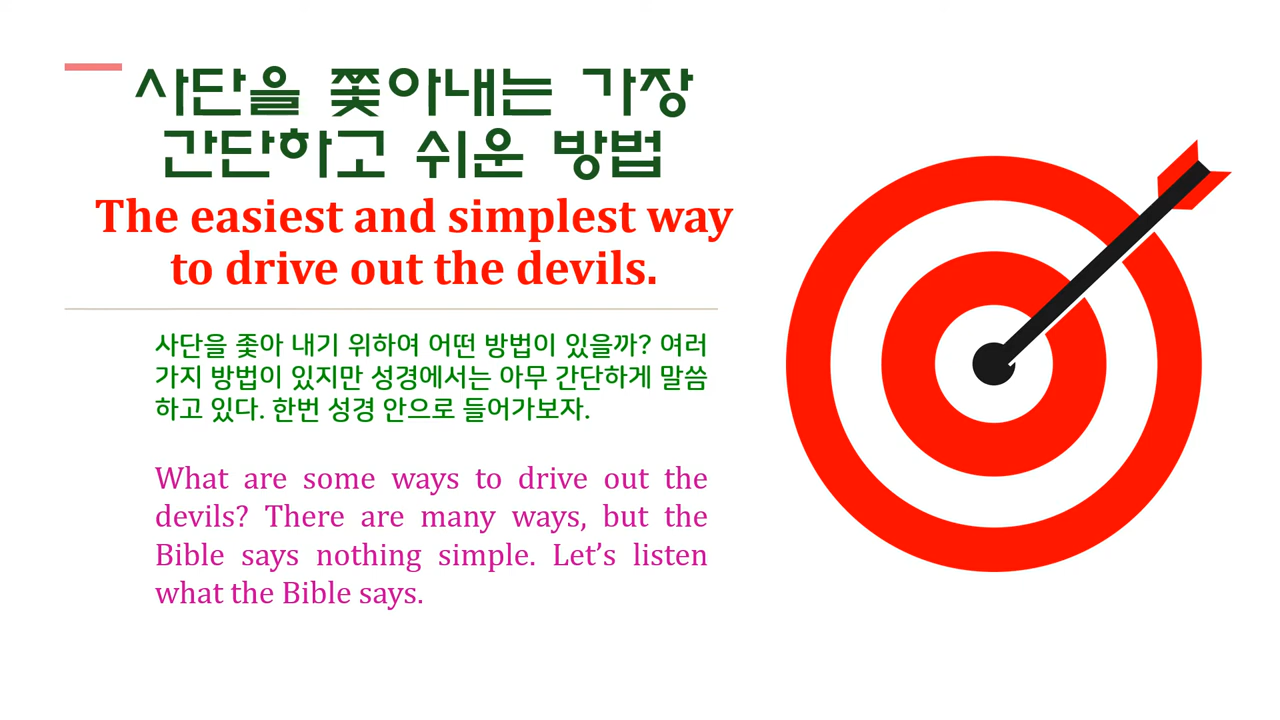 사단을 쫓아내는 가장
간단하고 쉬운 방법
The easiest and simplest way
to drive out the devils.
사단을 좇아 내기 위하여 어떤 방법이 있을까? 여러
가지 방법이 있지만 성경에서는 아무 간단하게 말씀
하고 있다. 한번 성경 안으로 들어가보자.
What are some ways to drive out the
devils? There are many ways, but the
Bible says nothing simple. Let’s listen
what the Bible says.